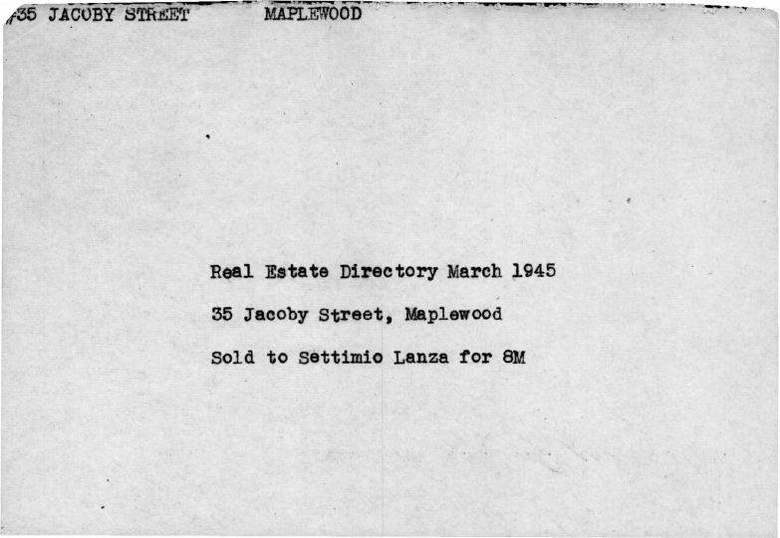 35 JACOBY STREET MAPLEWOOD
Real Estate Directory March 1945
35 Jacoby Street, Maplewood
Sold to Settimio Lanza for 8M